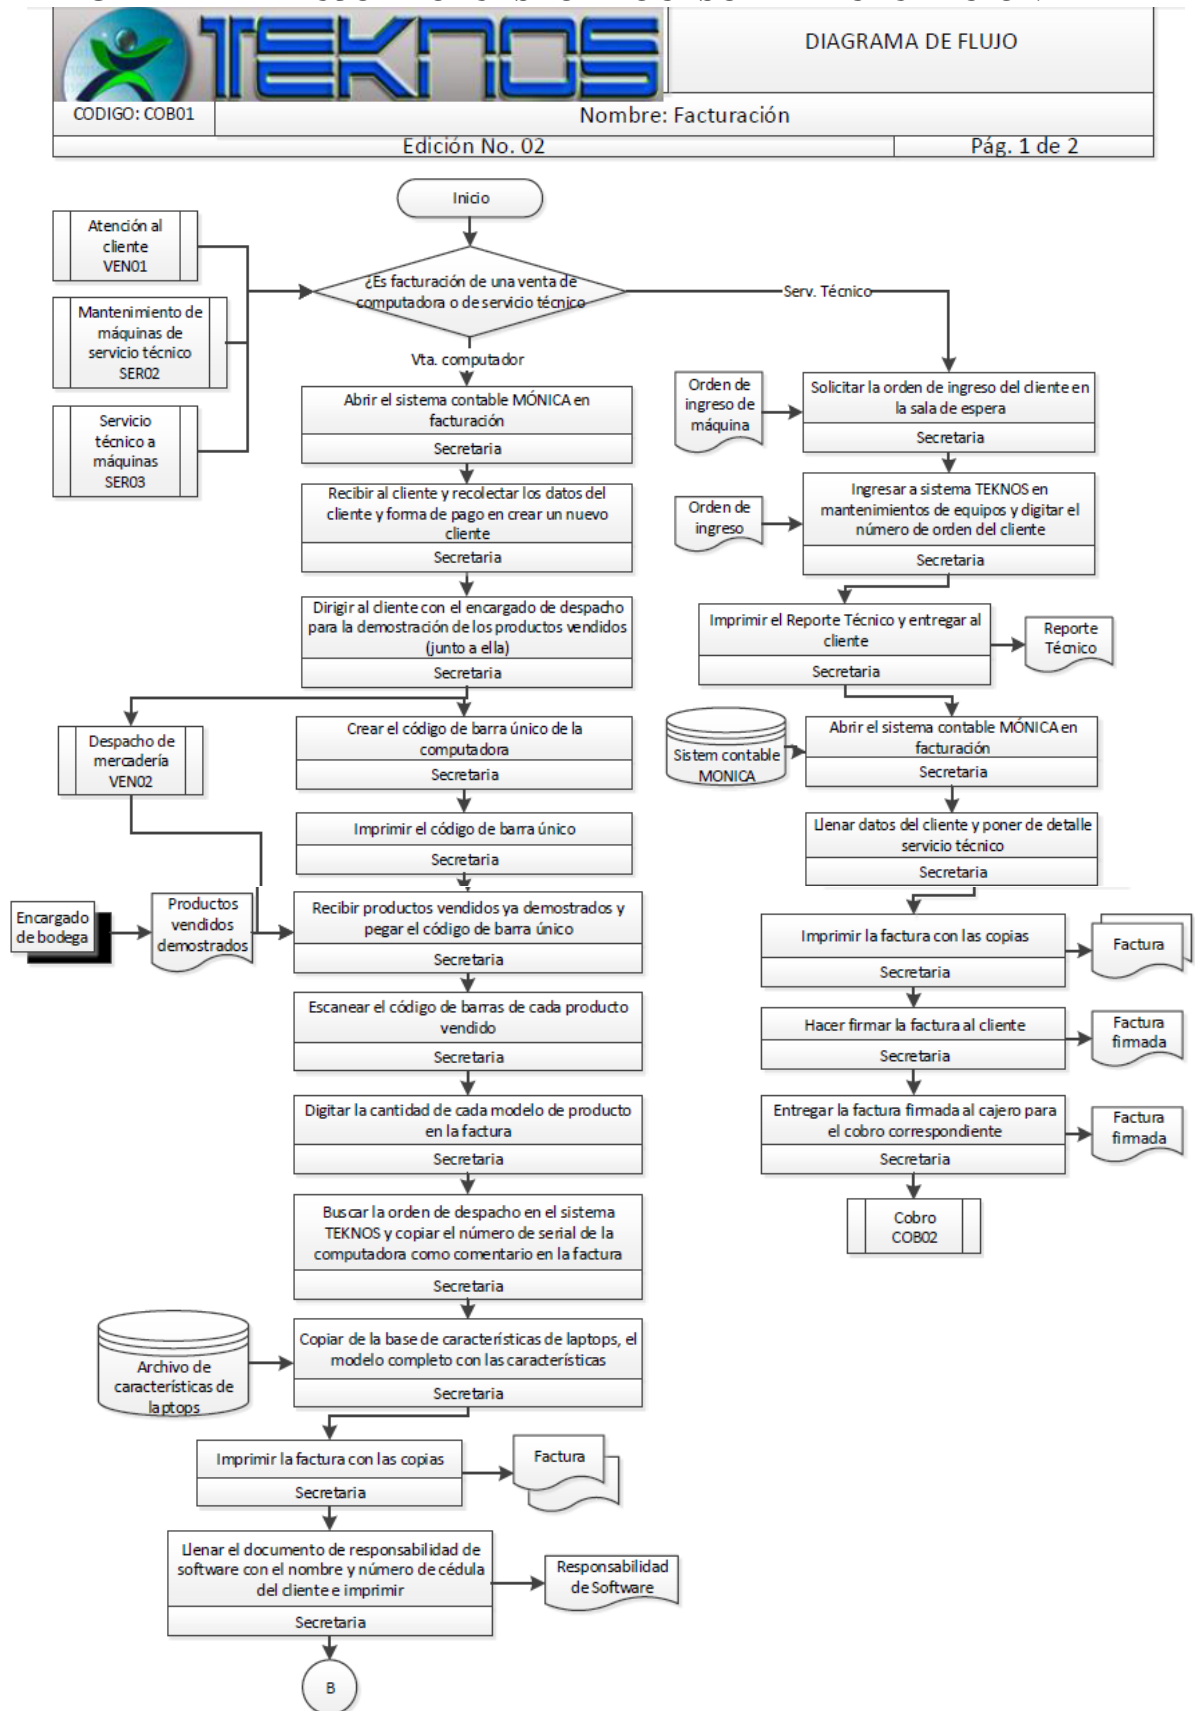 TEKNOS
DIAGRAMA DE FLUJO
CODIGO: COB01
Nombre: Facturación
Edición No. 02
Pág. 1 de 2
Inicio
Atención al
cliente
VEN01
Mantenimiento de
máquinas de
servicio técnico
SER02
Servicio
técnico a
máquinas
SER03
¿Es facturación de una venta de
computadora o de servicio técnico
Serv. Técnico
Vta. computador
Abrir el sistema contable MÓNICA en
facturación
Secretaria
Recibir al cliente y recolectar los datos del
cliente y forma de pago en crear un nuevo
cliente
Secretaria
Dirigir al cliente con el encargado de despacho
para la demostración de los productos vendidos
(junto a ella)
Secretaria
Despacho de
mercadería
VEN02
Crear el código de barra único de la
computadora
Secretaria
Imprimir el código de barra único
Secretaria
Encargado
de bodega
Productos
vendidos
demostrados
Recibir productos vendidos ya demostrados y
pegar el código de barra único
Secretaria
Escanear el código de barras de cada producto
vendido
Secretaria
Digitar la cantidad de cada modelo de producto
en la factura
Secretaria
Buscar la orden de despacho en el sistema
TEKNOS y copiar el número de serial de la
computadora como comentario en la factura
Secretaria
Archivo de
características de
laptops
Copiar de la base de características de laptops, el
modelo completo con las características
Secretaria
Imprimir la factura con las copias
Secretaria
Factura
Llenar el documento de responsabilidad de
software con el nombre y número de cédula
del cliente e imprimir
Secretaria
Responsabilidad
de Software
B
Orden de
ingreso de
máquina
Solicitar la orden de ingreso del cliente en
la sala de espera
Secretaria
Orden de
ingreso
Ingresar a sistema TEKNOS en
mantenimientos de equipos y digitar el
número de orden del cliente
Secretaria
Imprimir el Reporte Técnico y entregar al
cliente
Secretaria
Reporte
Técnico
Sistem contable
MONICA
Abrir el sistema contable MÓNICA en
facturación
Secretaria
Llenar datos del cliente y poner de detalle
servicio técnico
Secretaria
Imprimir la factura con las copias
Secretaria
Factura
Hacer firmar la factura al cliente
Secretaria
Factura
firmada
Entregar la factura firmada al cajero para
el cobro correspondiente
Secretaria
Factura
firmada
Cobro
COB02